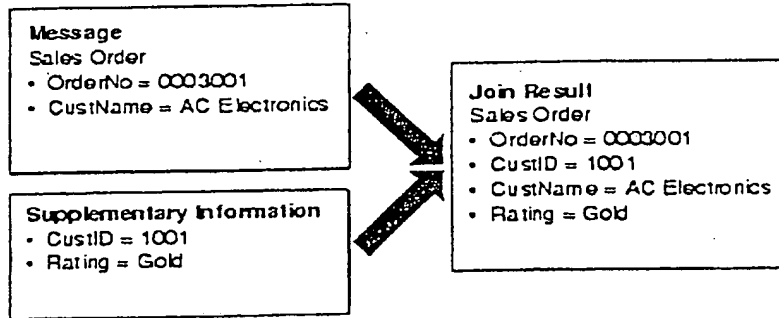 Message
Sales Order
• OrderNo = 0003001
• CustName = AC Electronics
Supplementary Information
• CustID = 1001
• Rating = Gold
Join Result
Sales Order
• OrderNo = 0003001
• CustID = 1001
• CustName = AC Electronics
• Rating = Gold